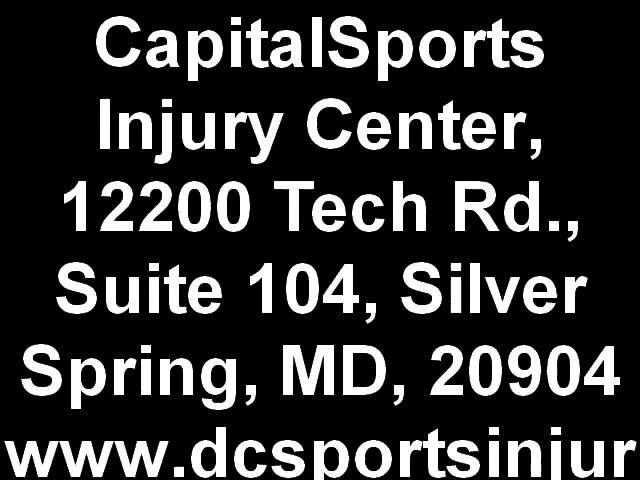 CapitalSports
Injury Center,
12200 Tech Rd.,
Suite 104, Silver
Spring, MD, 20904
www.dcsportsinjur